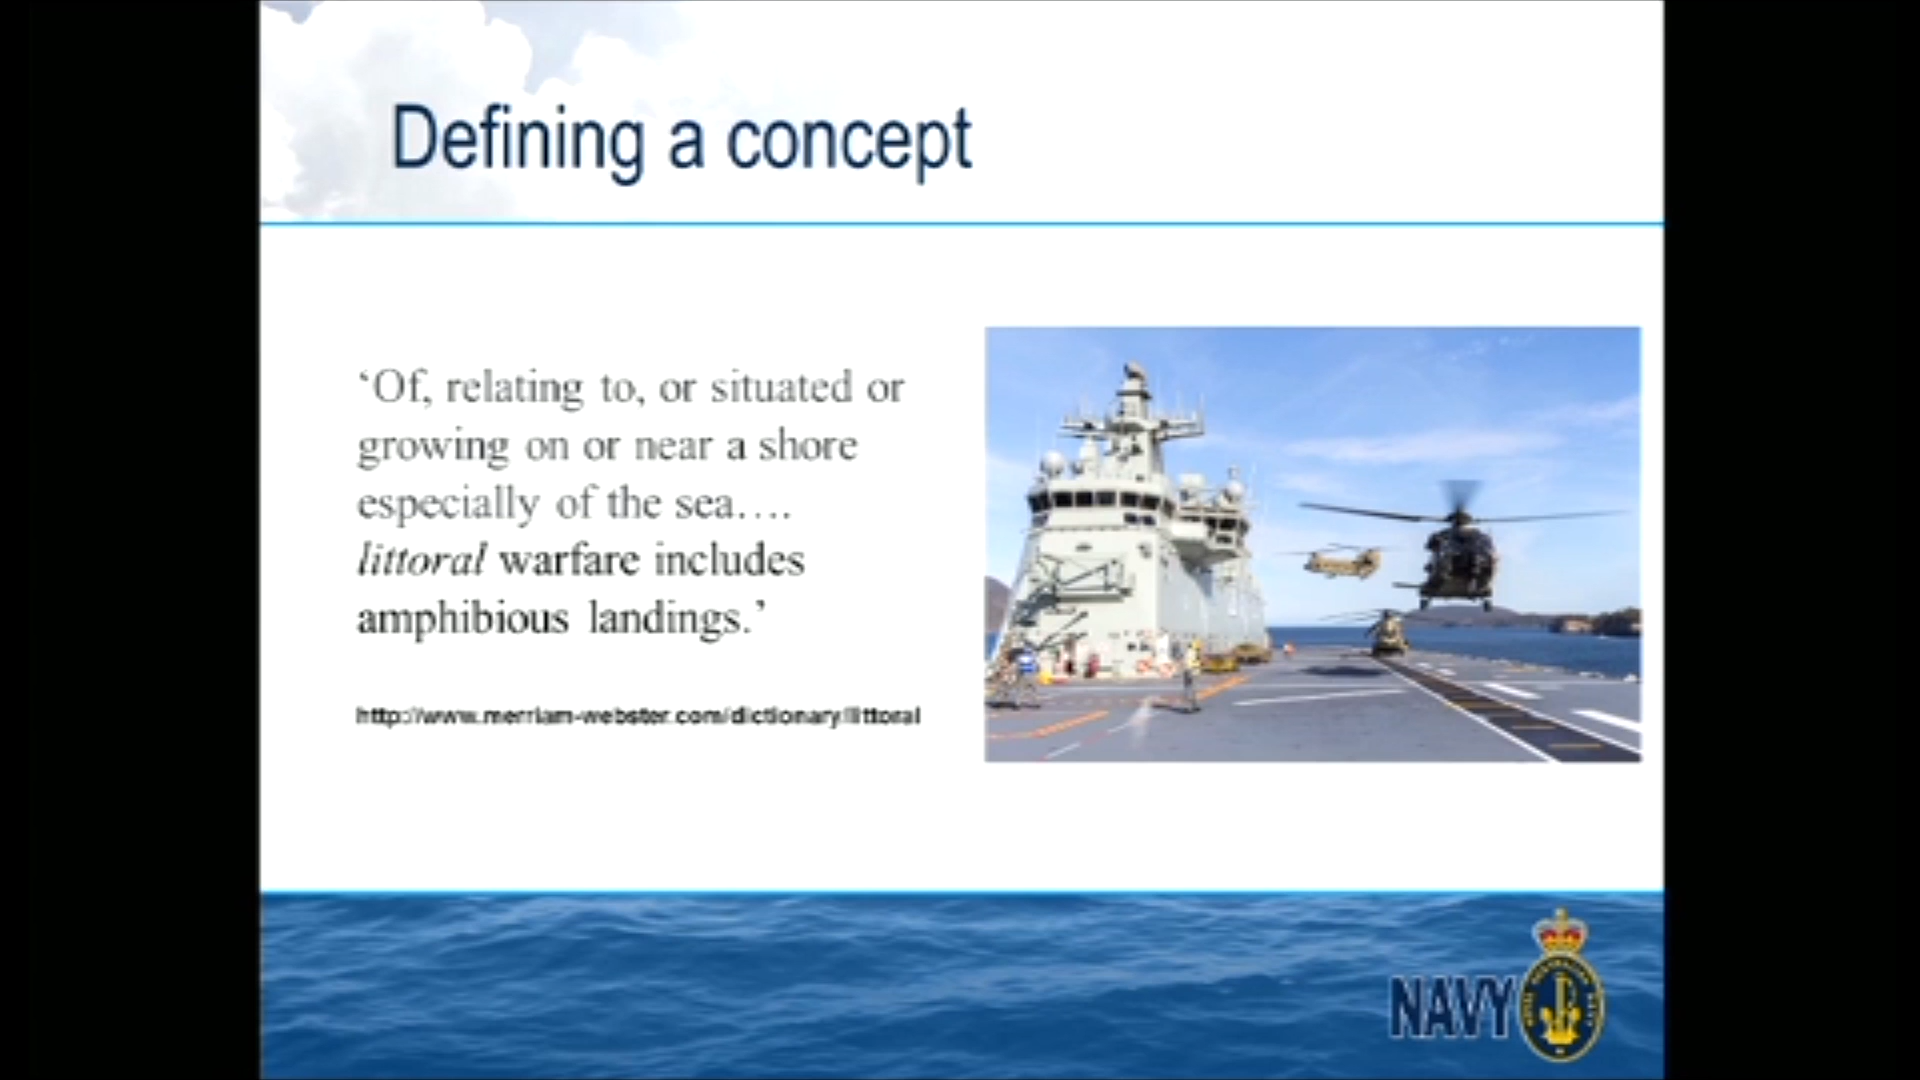 Defining a concept
‘Of, relating to, or situated or
growing on or near a shore
especially of the sea….
littoral warfare includes
amphibious landings.’
http://www.merriam-webster.com/dictionary/littoral
NAVY